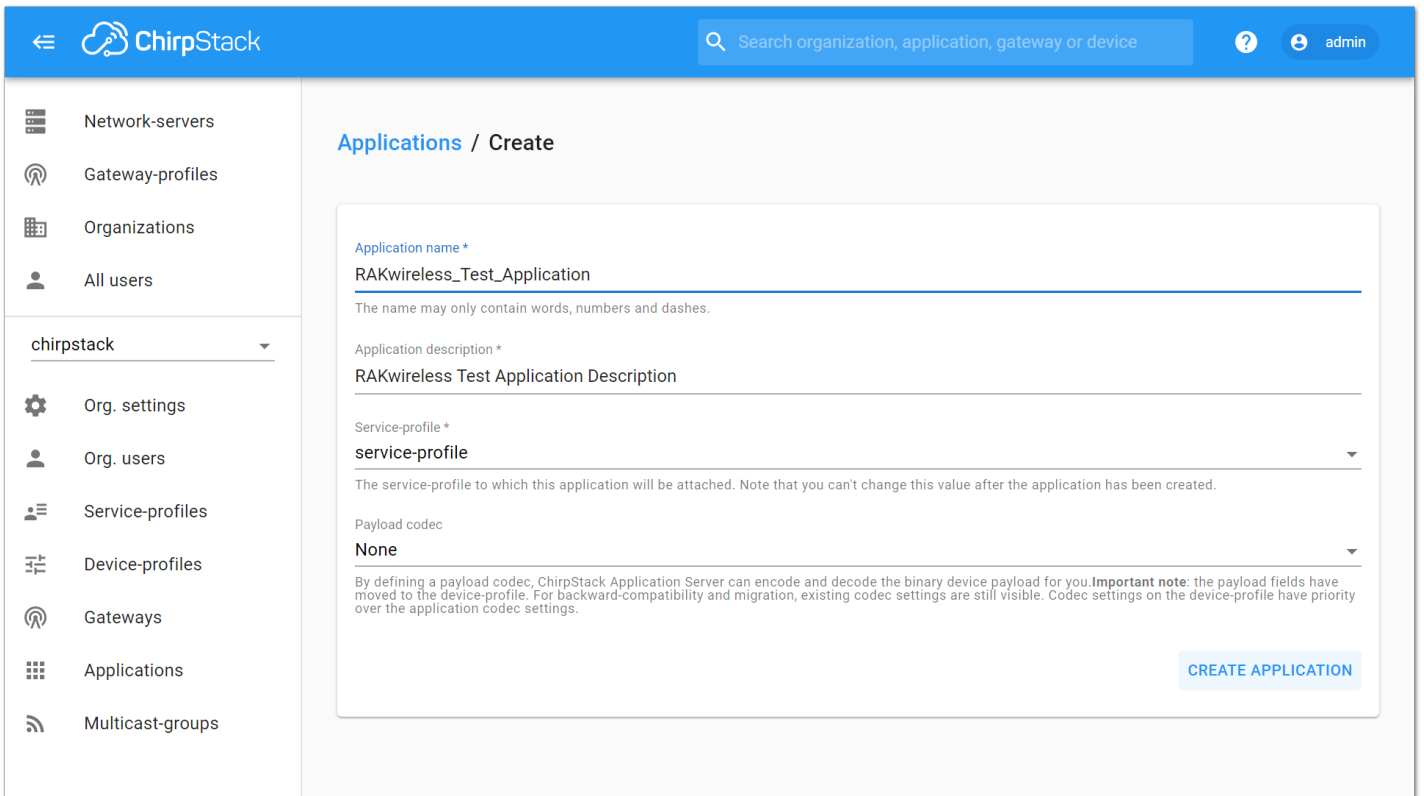 ChirpStack
Search organization, application, gateway or device
? admin
Network-servers
Gateway-profiles
Organizations
All users
chirpstack
Org. settings
Org. users
Service-profiles
Device-profiles
Gateways
Applications
Multicast-groups
Applications / Create
Application name *
RAKwireless_Test_Application
The name may only contain words, numbers and dashes.
Application description *
RAKwireless Test Application Description
Service-profile *
service-profile
The service-profile to which this application will be attached. Note that you can't change this value after the application has been created.
Payload codec
None
By defining a payload codec, ChirpStack Application Server can encode and decode the binary device payload for you.Important note: the payload fields have
moved to the device-profile. For backward-compatibility and migration, existing codec settings are still visible. Codec settings on the device-profile have priority
over the application codec settings.
CREATE APPLICATION